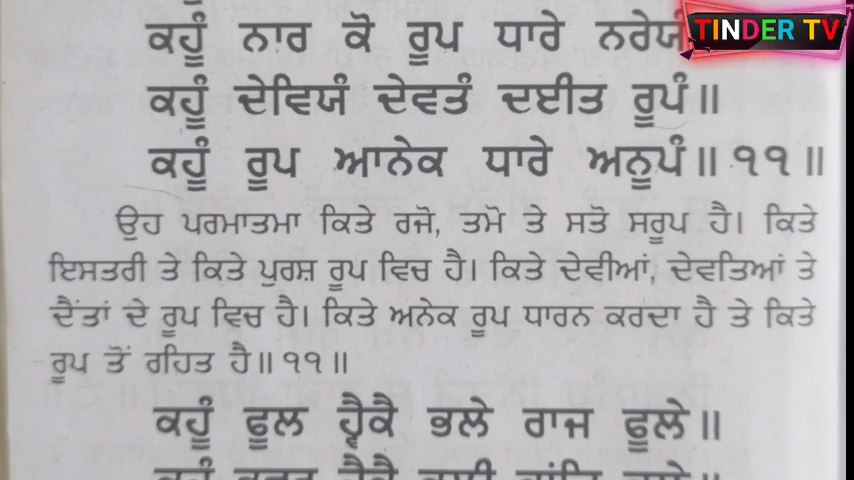 TINDER TV
ਕਹੂੰ ਨਾਰ ਕੋ ਰੂਪ ਧਾਰੇ
ਕਹੂੰ ਦੇਵਿਯੰ ਦੇਵਤੰ ਦਈਤ ਰੂਪੰ॥
ਕਹੂੰ ਰੂਪ ਆਨੇਕ ਧਾਰੇ ਅਨੂਪੰ॥੧੧॥
ਉਹ ਪਰਮਾਤਮਾ ਕਿਤੇ ਰਜੋ, ਤਮੋ ਤੇ ਸਤੋ ਸਰੂਪ ਹੈ। ਕਿਤੇ
ਇਸਤਰੀ ਤੇ ਕਿਤੇ ਪੁਰਸ਼ ਰੂਪ ਵਿਚ ਹੈ। ਕਿਤੇ ਦੇਵੀਆਂ, ਦੇਵਤਿਆਂ ਤੇ
ਦੈਂਤਾਂ ਦੇ ਰੂਪ ਵਿਚ ਹੈ। ਕਿਤੇ ਅਨੇਕ ਰੂਪ ਧਾਰਨ ਕਰਦਾ ਹੈ ਤੇ ਕਿਤੇ
ਰੂਪ ਤੋਂ ਰਹਿਤ ਹੈ॥੧੧॥
ਕਹੂੰ ਫੂਲ ਹ੍ਵੈਕੈ ਭਲੇ ਰਾਜ ਫੂਲੇ॥